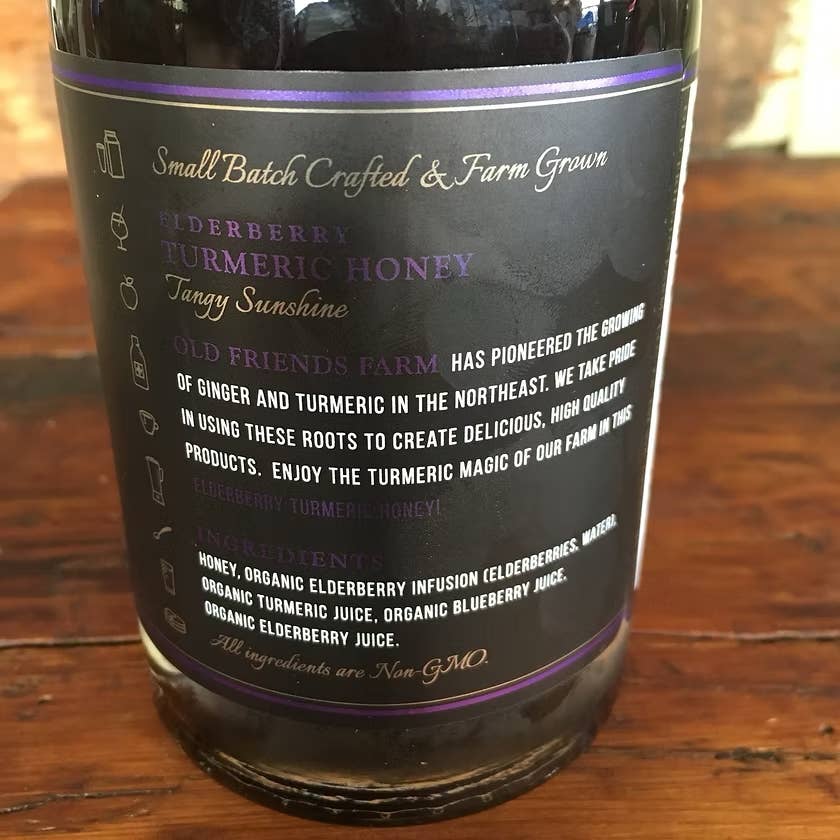 Small Batch Crafted & Farm Grown
ELDERBERRY
TURMERIC HONEY
Tangy Sunshine
OLD FRIENDS FARM HAS PIONEERED THE GROWING
OF GINGER AND TURMERIC IN THE NORTHEAST. WE TAKE PRIDE
IN USING THESE ROOTS TO CREATE DELICIOUS, HIGH QUALITY
PRODUCTS. ENJOY THE TURMERIC MAGIC OF OUR FARM IN THIS
ELDERBERRY TURMERIC HONEY!
INGREDIENTS
HONEY, ORGANIC ELDERBERRY INFUSION (ELDERBERRIES, WATER),
ORGANIC TURMERIC JUICE, ORGANIC BLUEBERRY JUICE,
ORGANIC ELDERBERRY JUICE.
All ingredients are Non-GMO.